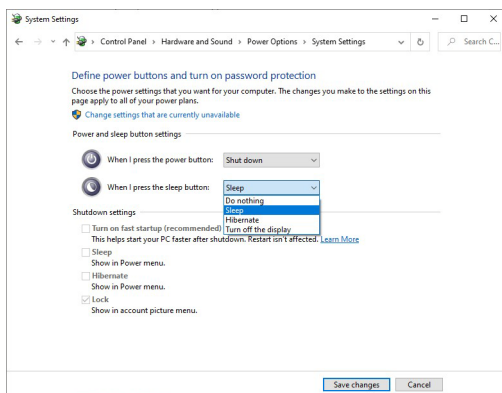 System Settings
Control Panel > Hardware and Sound > Power Options > System Settings
Search C...
Define power buttons and turn on password protection
Choose the power settings that you want for your computer. The changes you make to the settings on this
page apply to all of your power plans.
Change settings that are currently unavailable
Power and sleep button settings
When I press the power button: Shut down
When I press the sleep button: Sleep
Do nothing
Sleep
Hibernate
Turn off the display
Shutdown settings
Turn on fast startup (recommended)
This helps start your PC faster after shutdown. Restart isn't affected. Learn More
Sleep
Show in Power menu.
Hibernate
Show in Power menu.
Lock
Show in account picture menu.
Save changes Cancel